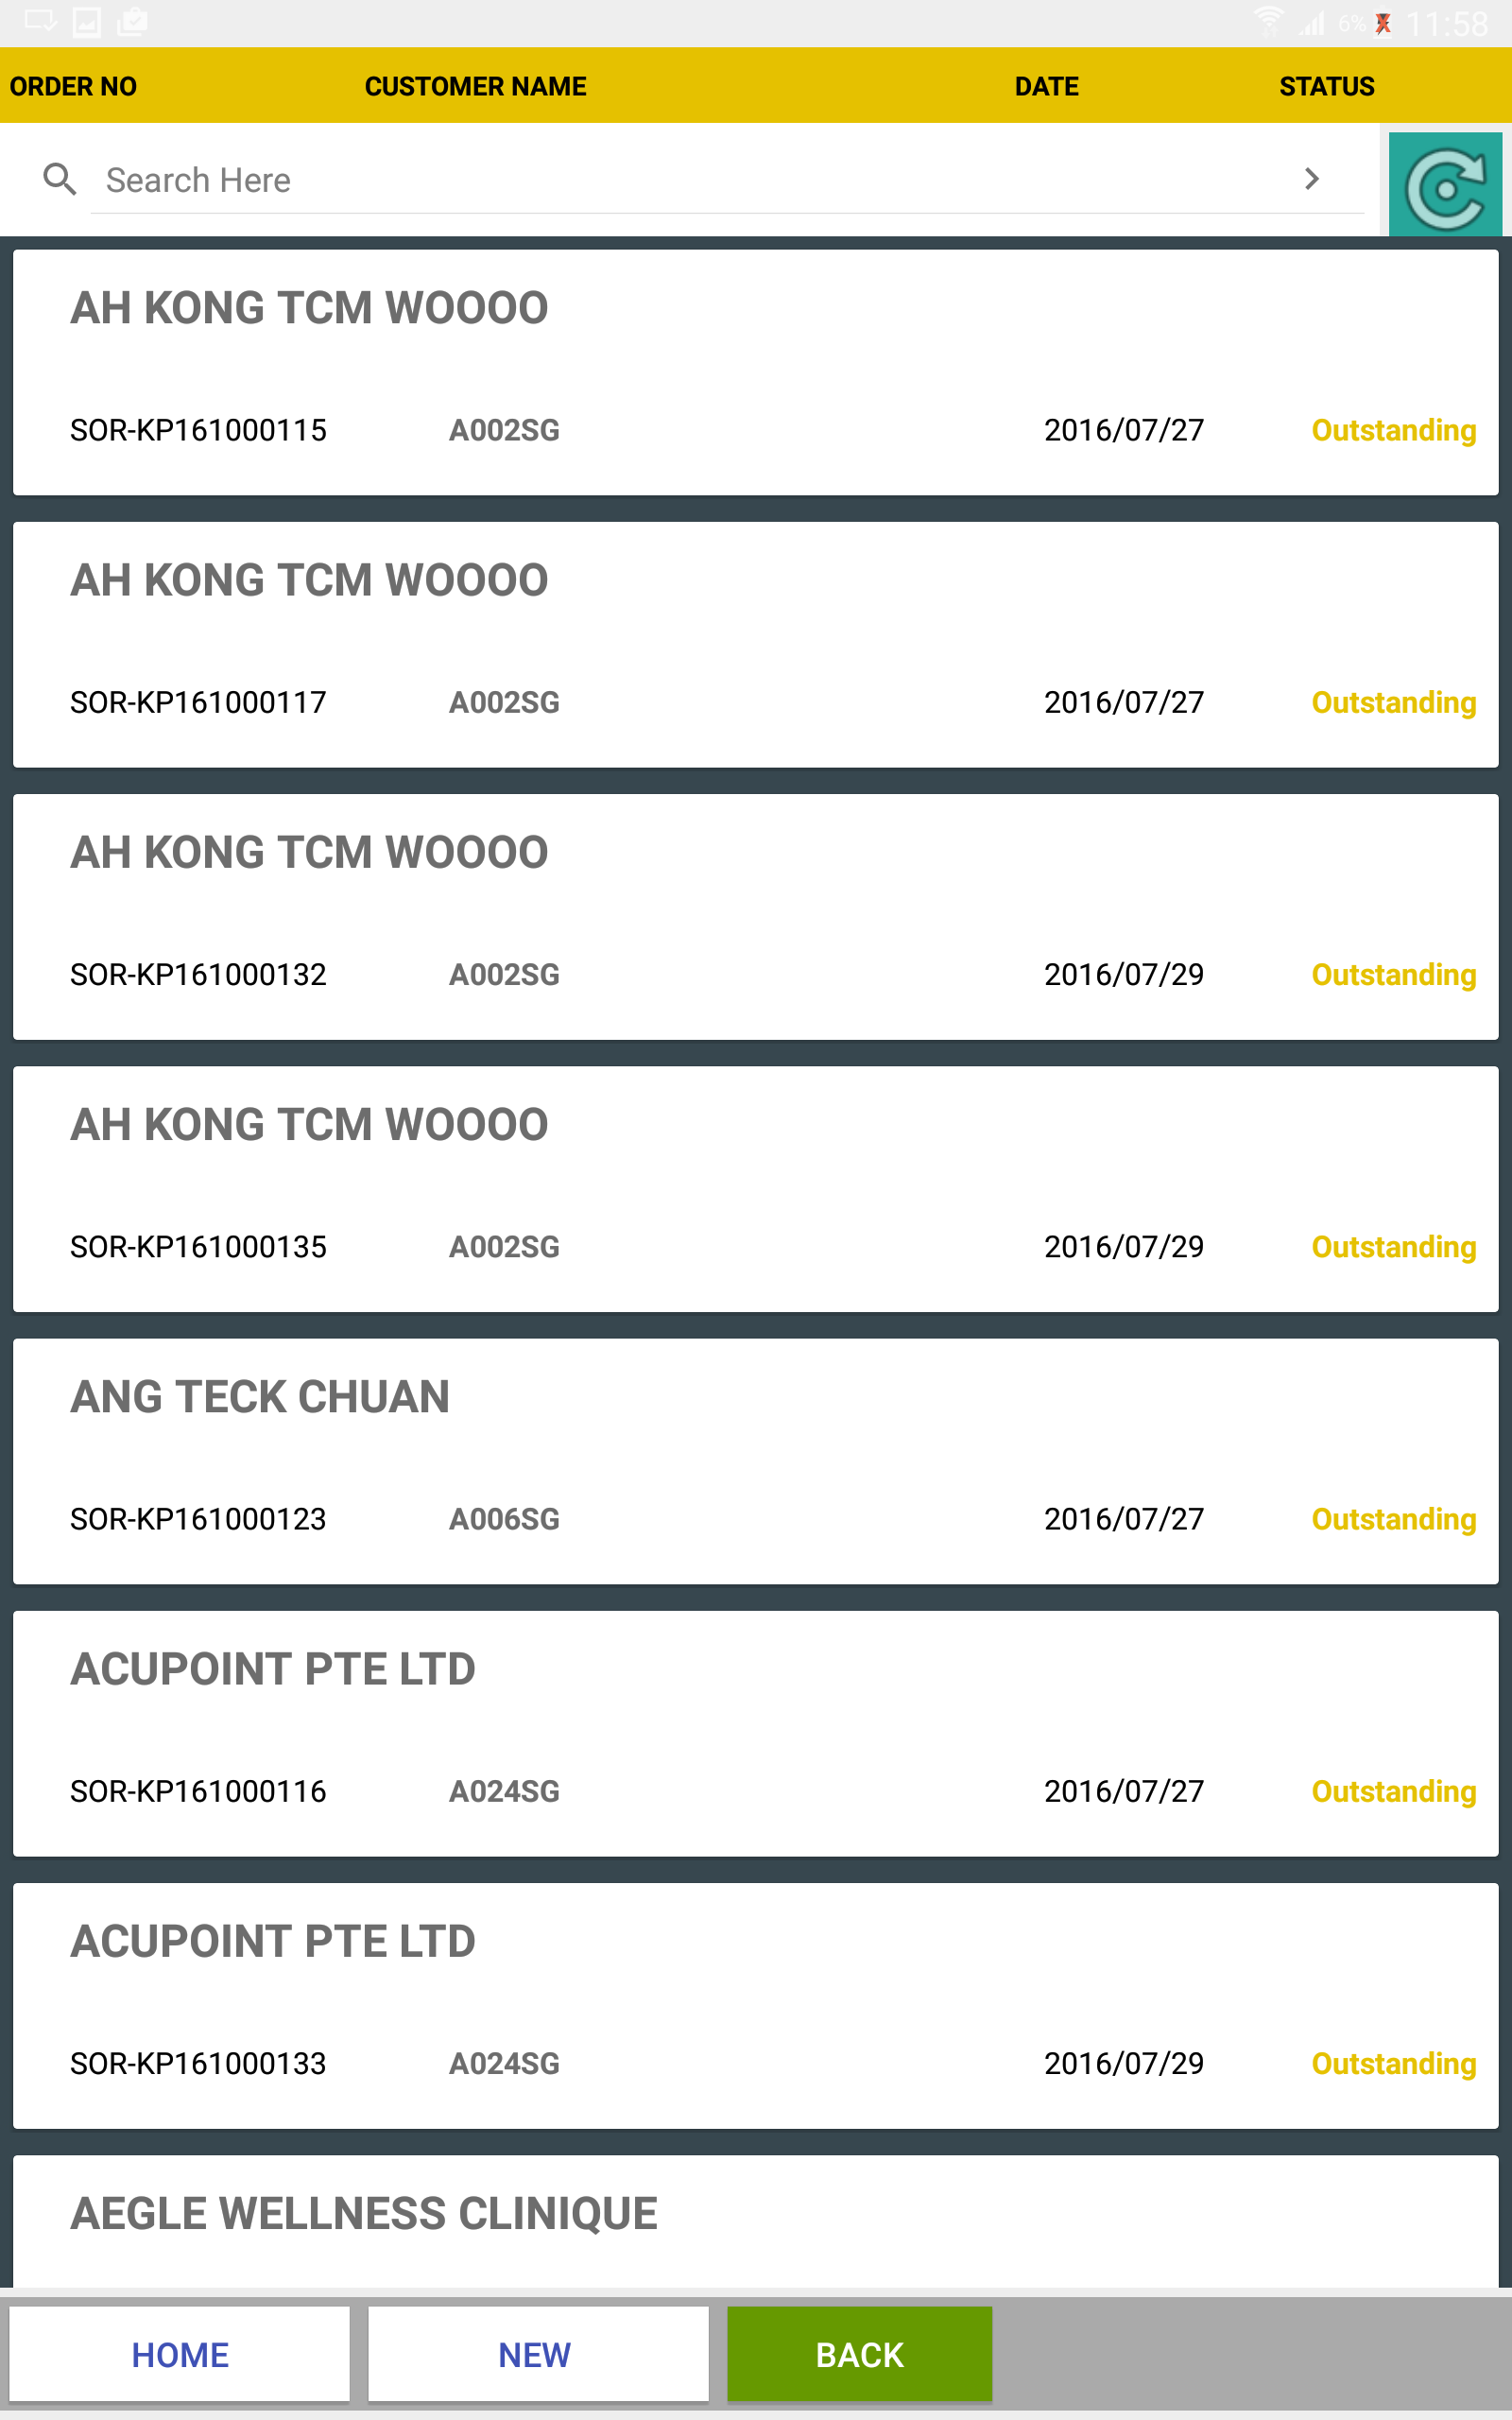 6% 11:58
ORDER NO CUSTOMER NAME DATE STATUS
Search Here
AH KONG TCM WOOOO
SOR-KP161000115 A002SG 2016/07/27 Outstanding
AH KONG TCM WOOOO
SOR-KP161000117 A002SG 2016/07/27 Outstanding
AH KONG TCM WOOOO
SOR-KP161000132 A002SG 2016/07/29 Outstanding
AH KONG TCM WOOOO
SOR-KP161000135 A002SG 2016/07/29 Outstanding
ANG TECK CHUAN
SOR-KP161000123 A006SG 2016/07/27 Outstanding
ACUPOINT PTE LTD
SOR-KP161000116 A024SG 2016/07/27 Outstanding
ACUPOINT PTE LTD
SOR-KP161000133 A024SG 2016/07/29 Outstanding
AEGLE WELLNESS CLINIQUE
HOME NEW BACK